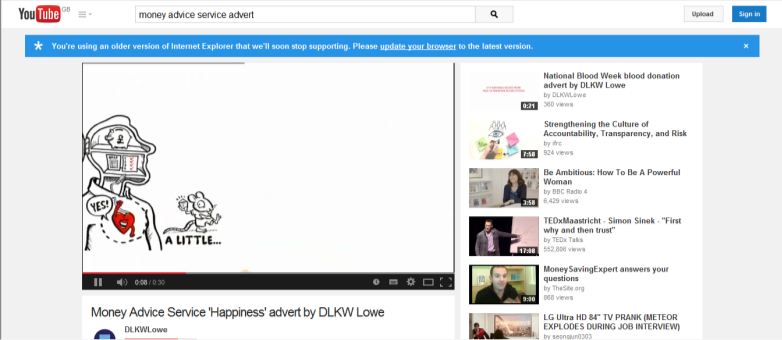 YouTube GB
money advice service advert
Upload
Sign in
You're using an older version of Internet Explorer that we'll soon stop supporting. Please update your browser to the latest version.
×
YES!
A LITTLE...
0:08 / 0:30
Money Advice Service 'Happiness' advert by DLKW Lowe
DLKWLowe
National Blood Week blood donation
advert by DLKW Lowe
by DLKWLowe
360 views
0:21
Strengthening the Culture of
Accountability, Transparency, and Risk
by ifrc
924 views
7:58
Be Ambitious: How To Be A Powerful
Woman
by BBC Radio 4
6,429 views
3:58
TEDxMaastricht - Simon Sinek - "First
why and then trust"
by TEDx Talks
552,898 views
17:08
MoneySavingExpert answers your
questions
by TheSite.org
868 views
9:09
LG Ultra HD 84" TV PRANK (METEOR
EXPLODES DURING JOB INTERVIEW)
by seonqjun0303